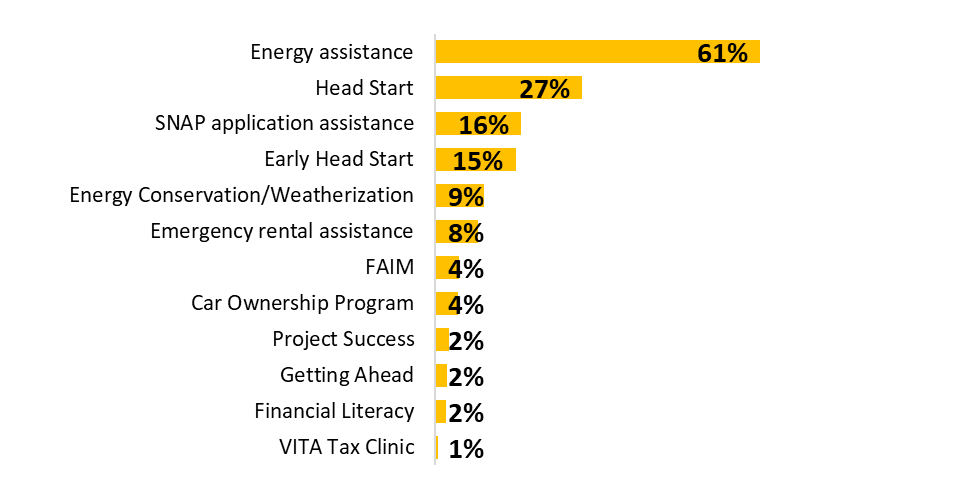 Energy assistance 61%
Head Start 27%
SNAP application assistance 16%
Early Head Start 15%
Energy Conservation/Weatherization 9%
Emergency rental assistance 8%
FAIM 4%
Car Ownership Program 4%
Project Success 2%
Getting Ahead 2%
Financial Literacy 2%
VITA Tax Clinic 1%